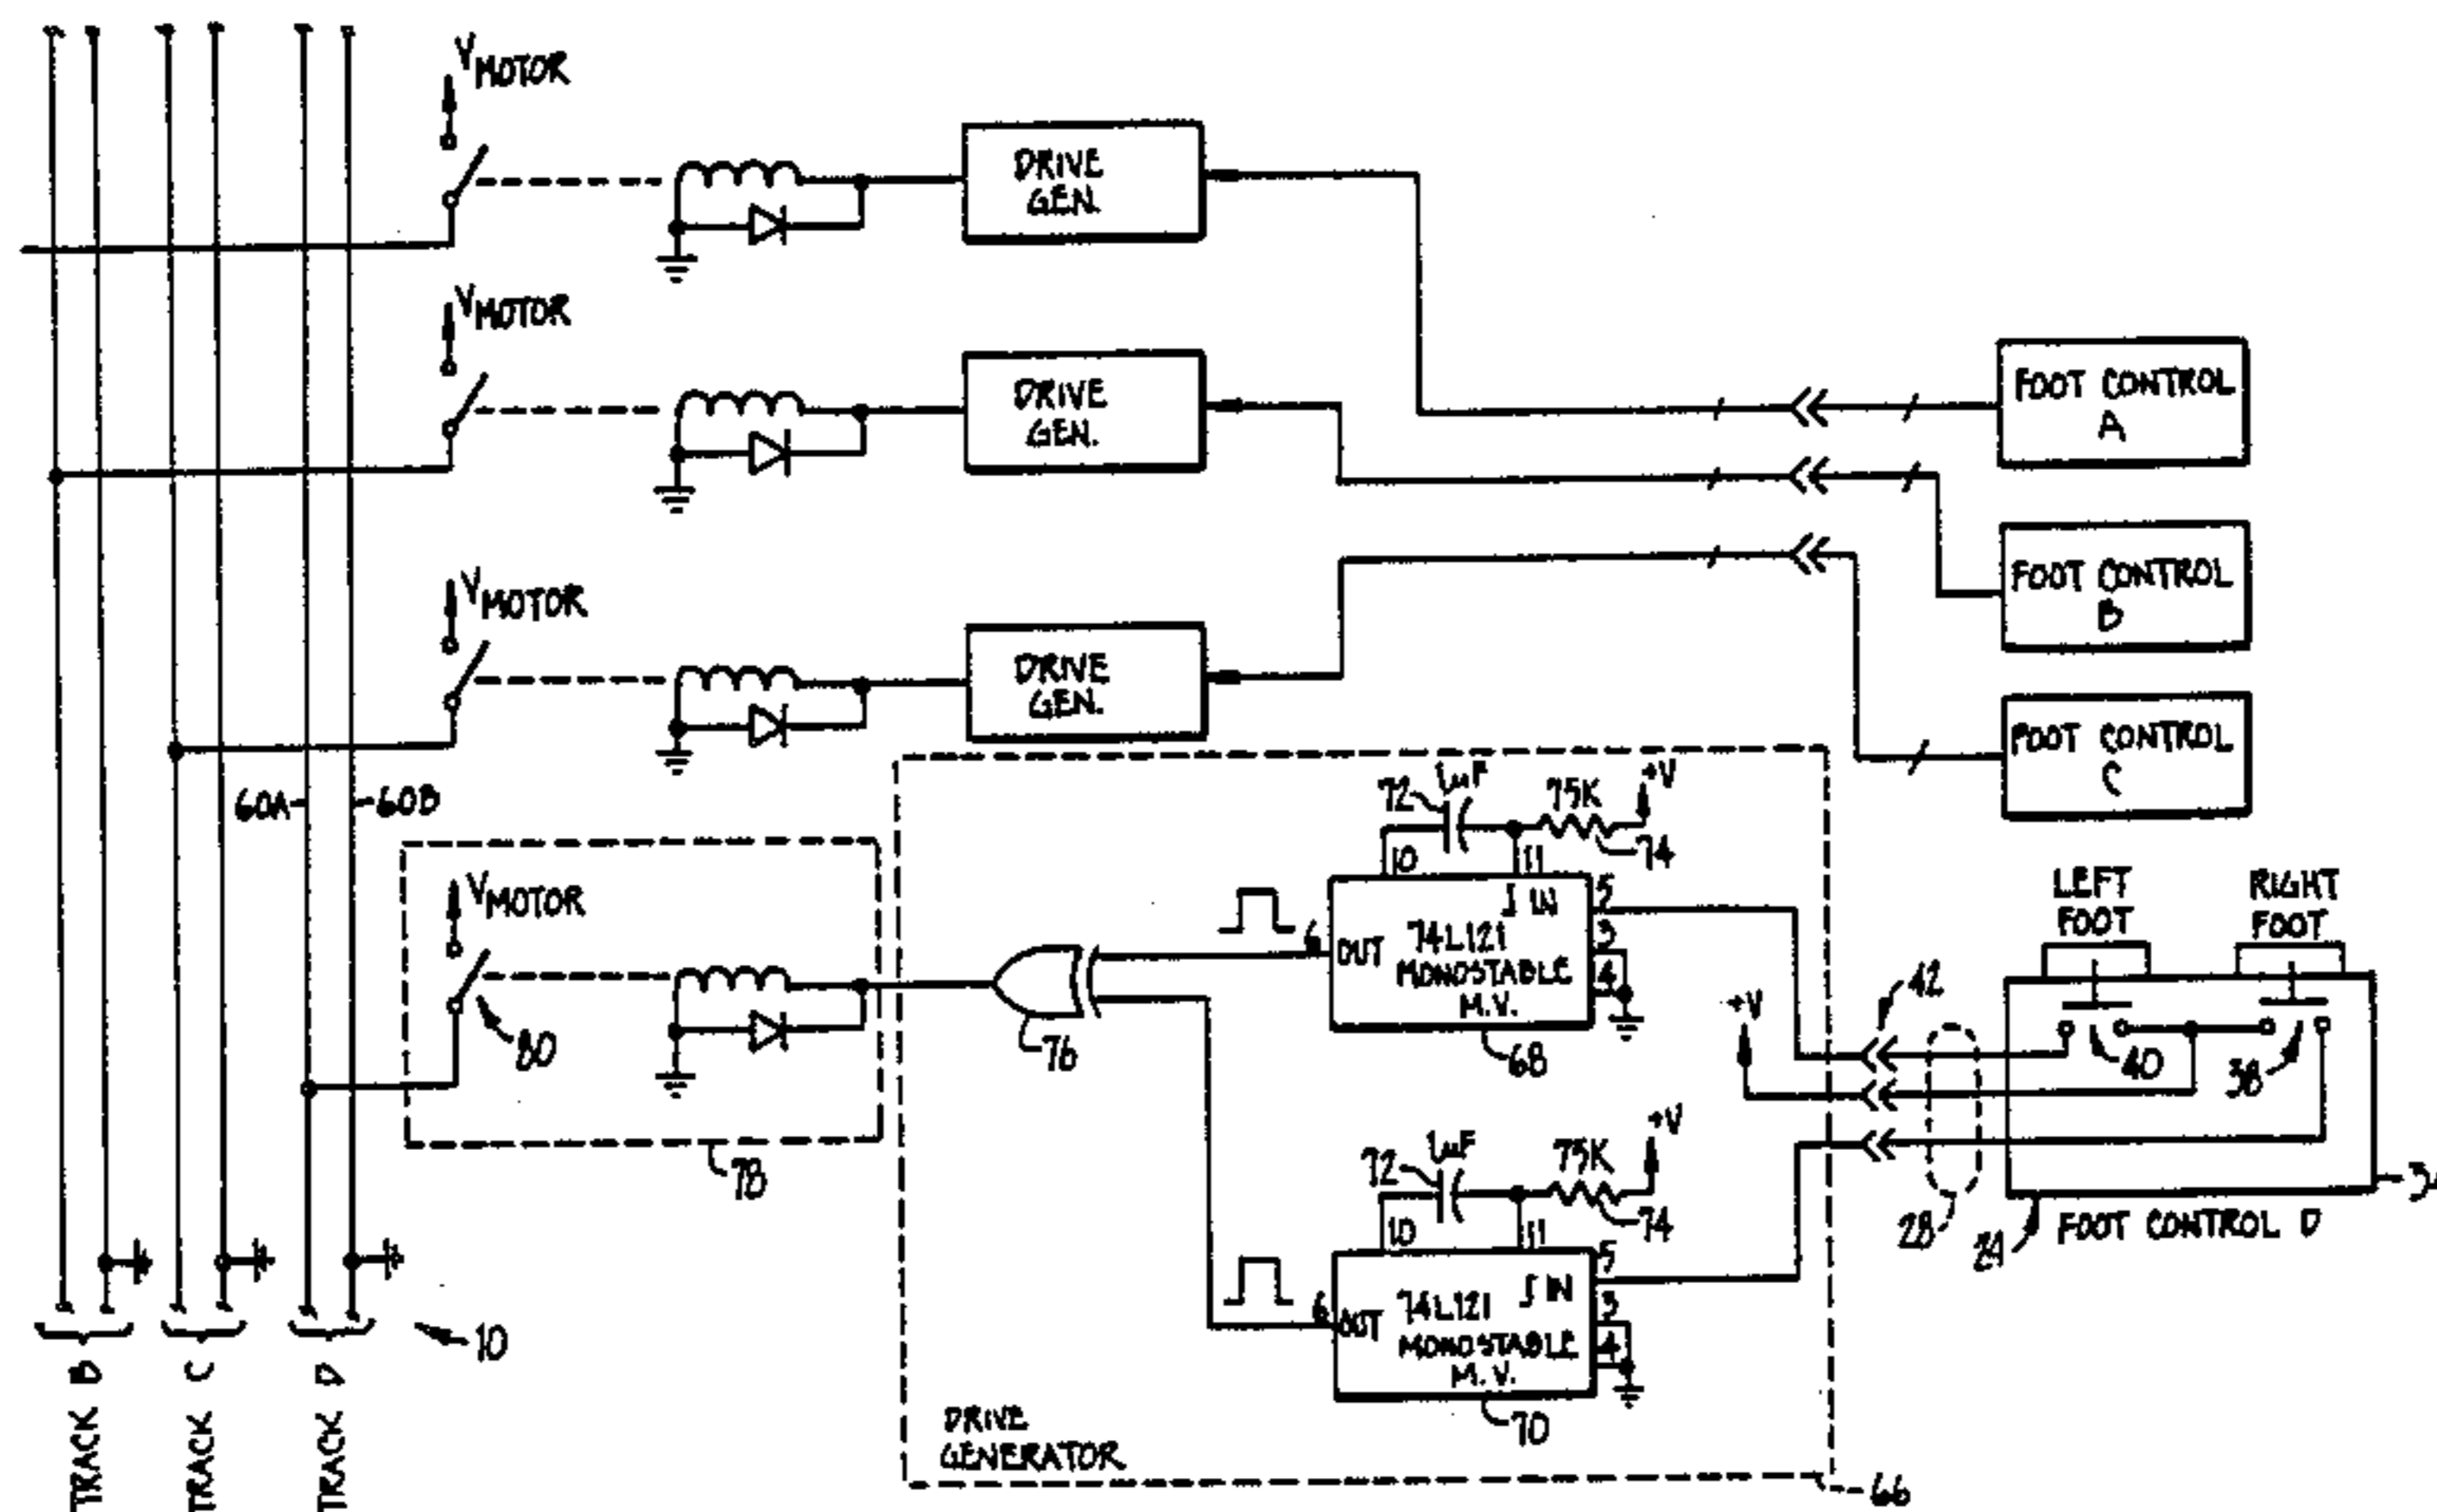 VMOTOR
DRIVE
GEN.
VMOTOR
DRIVE
GEN.
FOOT CONTROL
A
FOOT CONTROL
B
VMOTOR
DRIVE
GEN.
FOOT CONTROL
C
60A
60B
72
1uF
75K
+V
74
10
11
VMOTOR
80
78
76
5
∫ IN
3
6
OUT
74L121
4
MONOSTABLE
M.V.
68
LEFT
FOOT
RIGHT
FOOT
42
+V
40
38
28
24
FOOT CONTROL D
72
1uF
75K
+V
74
10
11
5
∫ IN
3
6
OUT
74L121
4
MONOSTABLE
M.V.
70
10
TRACK B
TRACK C
TRACK D
DRIVE
GENERATOR
66